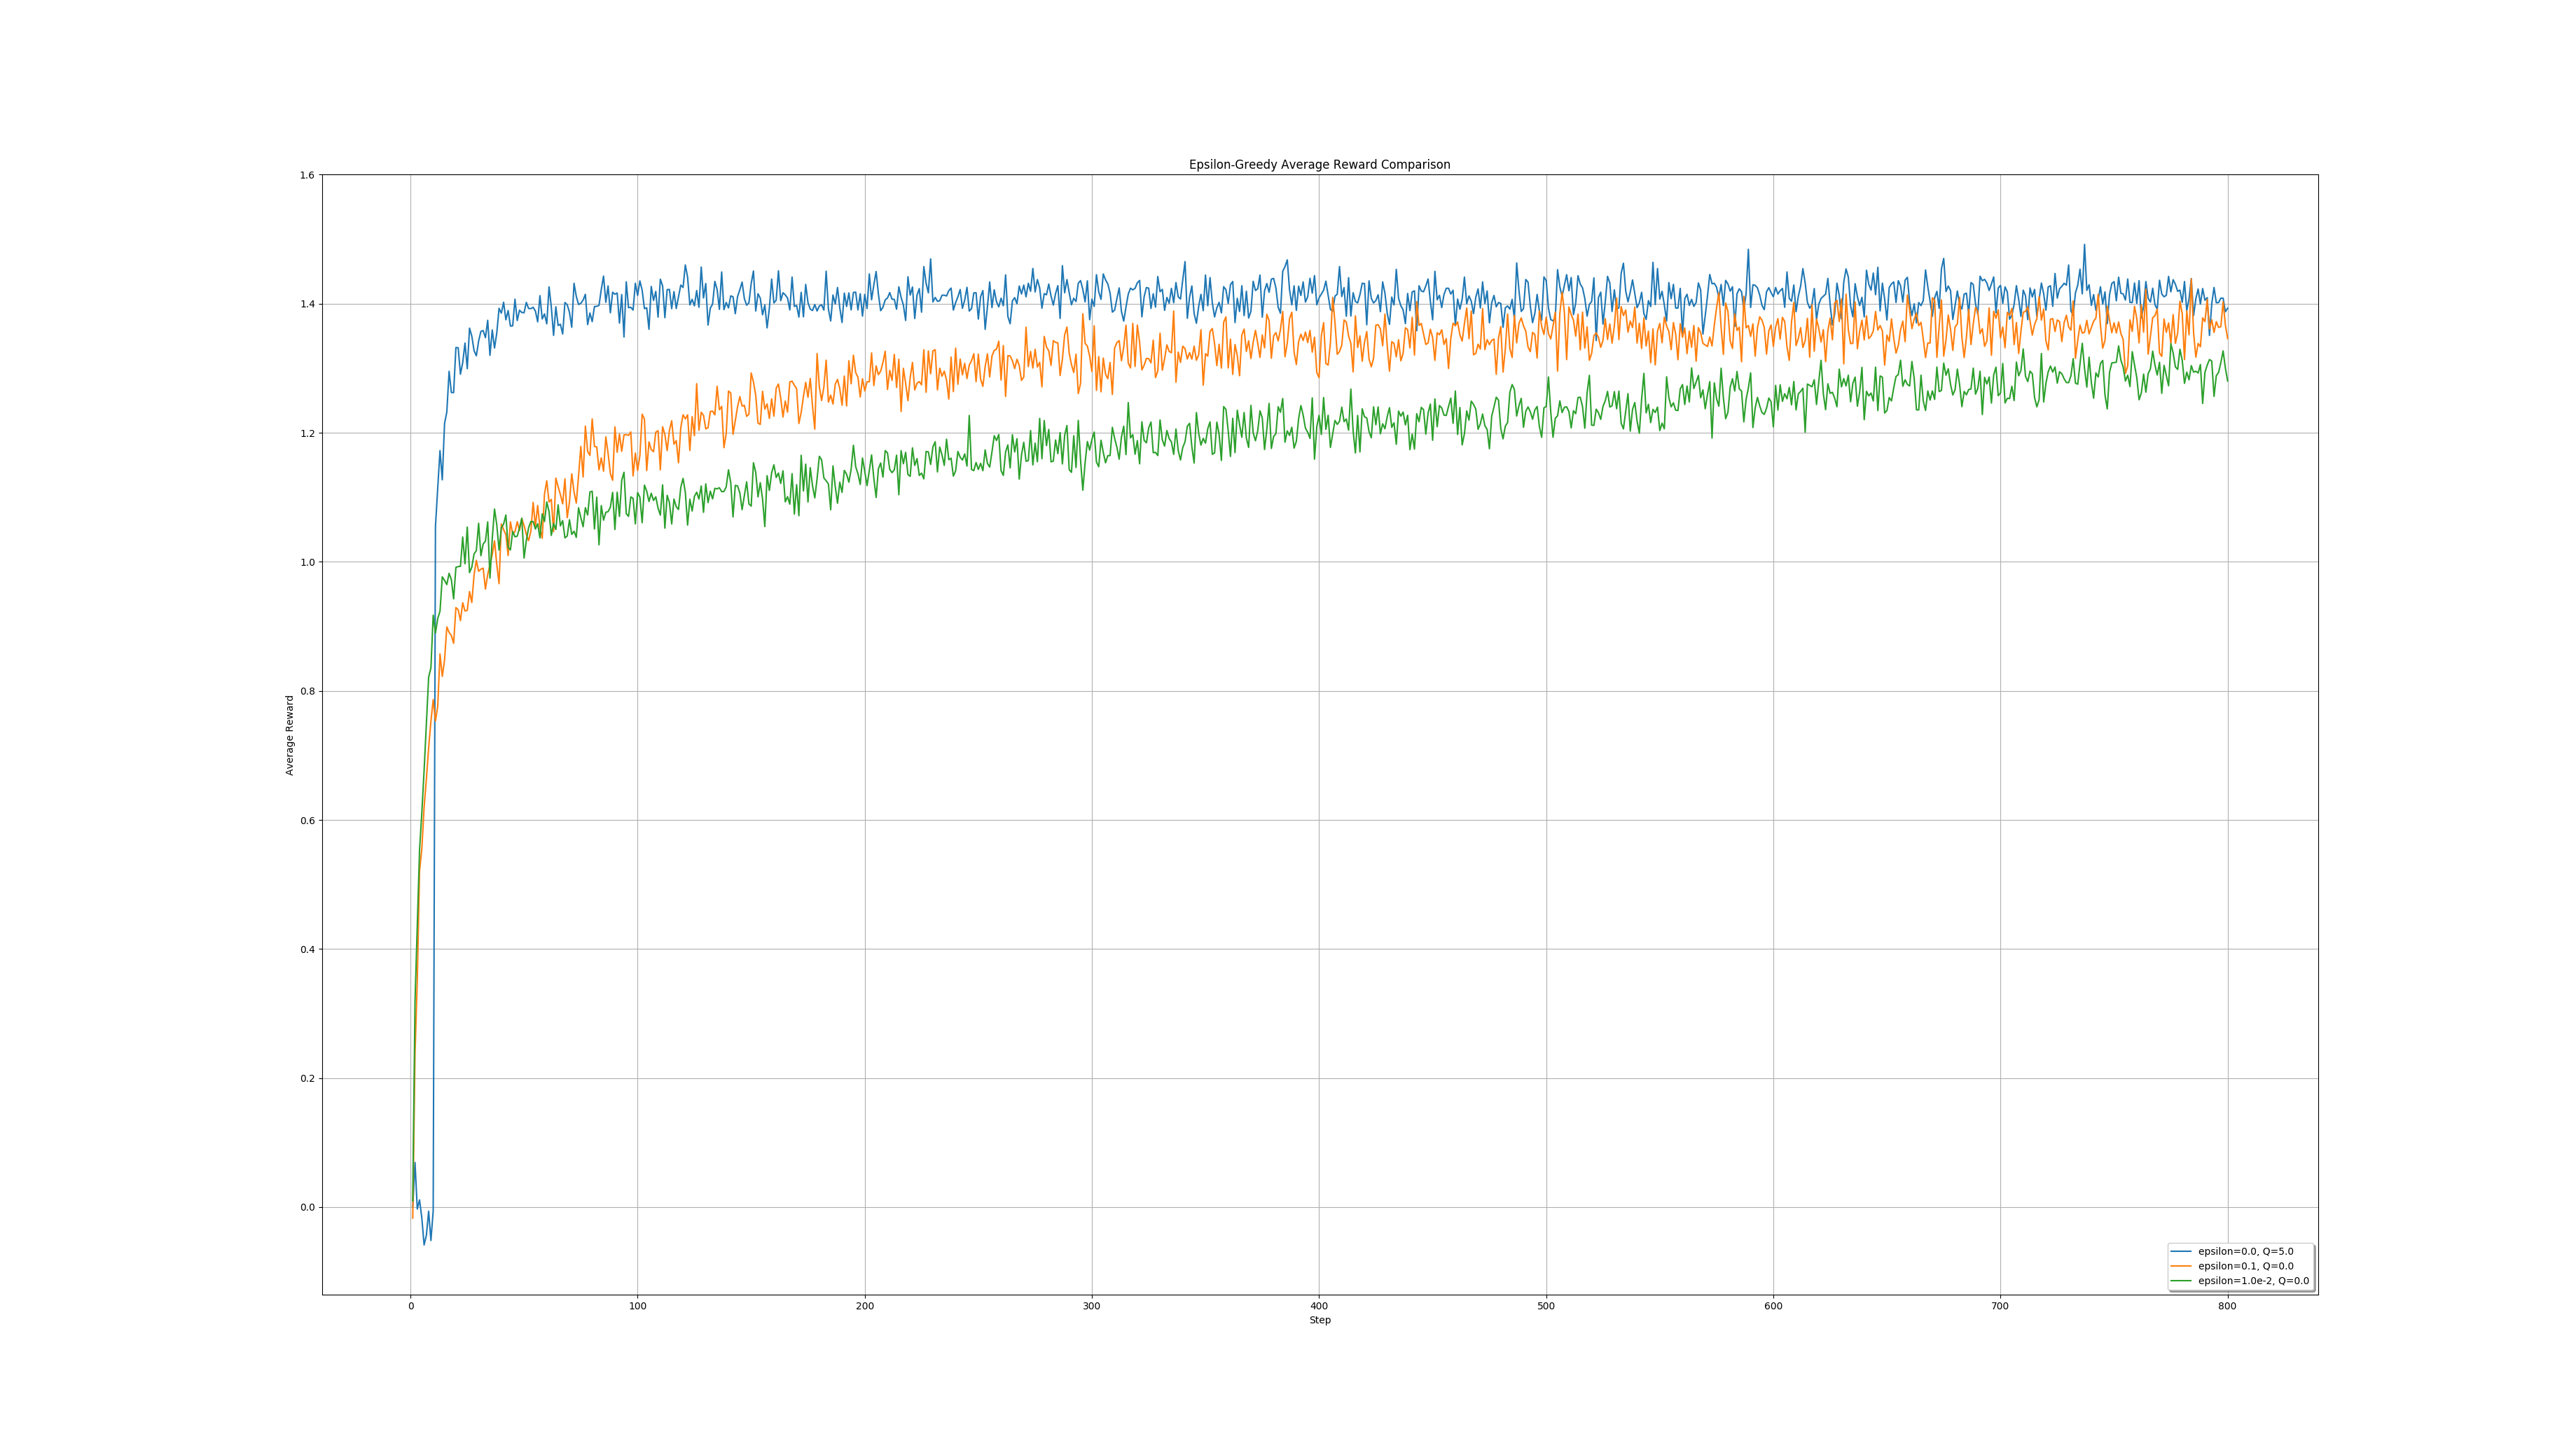 Epsilon-Greedy Average Reward Comparison
1.6
1.4
1.2
1.0
0.8
0.6
0.4
0.2
0.0
Average Reward
0 100 200 300 400 500 600 700 800
Step
epsilon=0.0, Q=5.0
epsilon=0.1, Q=0.0
epsilon=1.0e-2, Q=0.0